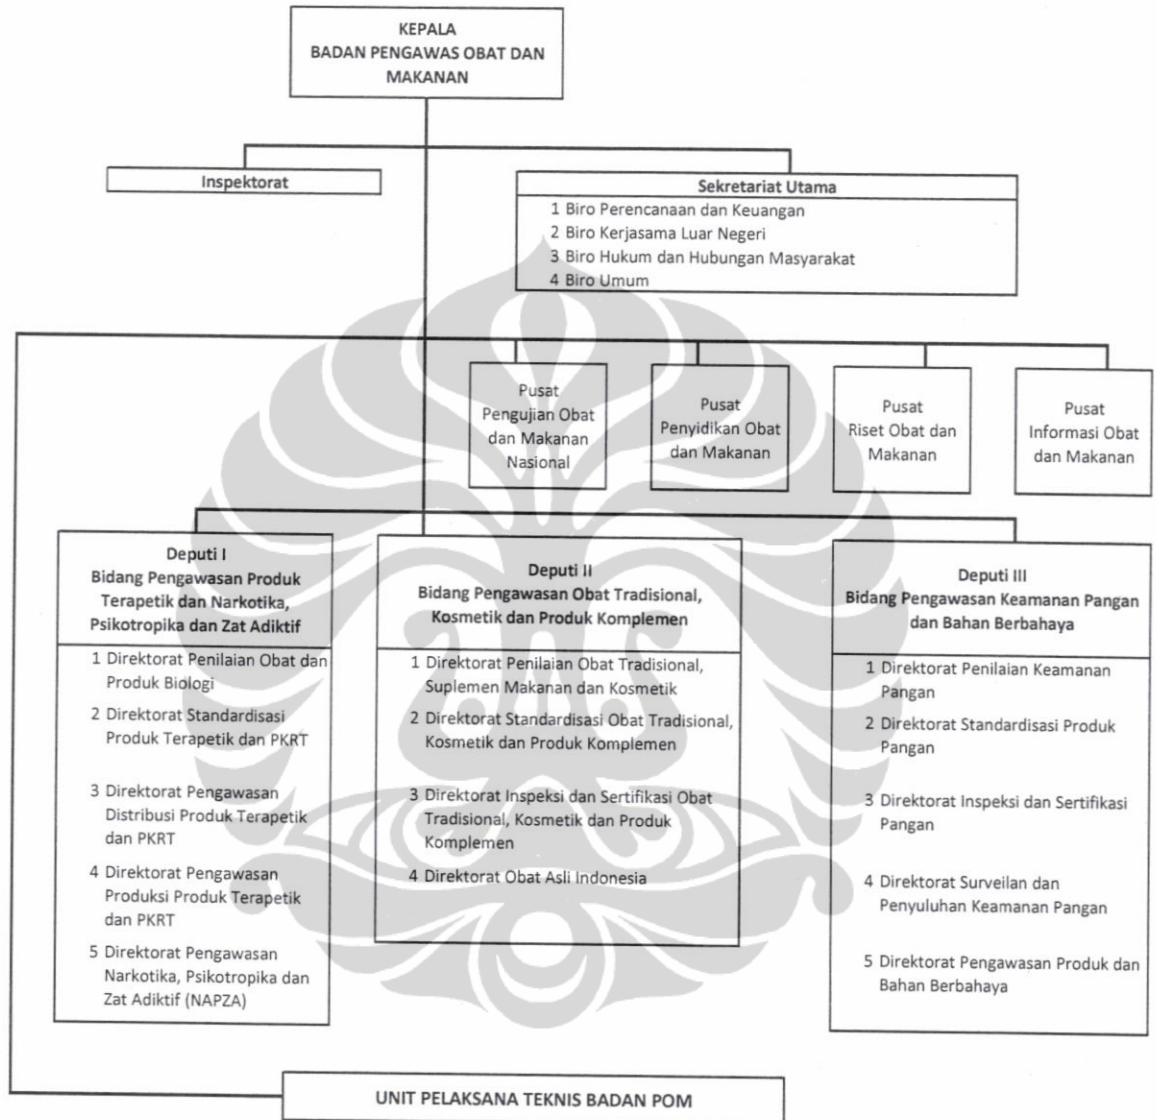 KEPALA
BADAN PENGAWAS OBAT DAN
MAKANAN
Inspektorat
Sekretariat Utama
1 Biro Perencanaan dan Keuangan
2 Biro Kerjasama Luar Negeri
3 Biro Hukum dan Hubungan Masyarakat
4 Biro Umum
Pusat
Pengujian Obat
dan Makanan
Nasional
Pusat
Penyidikan Obat
dan Makanan
Pusat
Riset Obat dan
Makanan
Pusat
Informasi Obat
dan Makanan
Deputi I
Bidang Pengawasan Produk
Terapetik dan Narkotika,
Psikotropika dan Zat Adiktif
1 Direktorat Penilaian Obat dan
Produk Biologi
2 Direktorat Standardisasi
Produk Terapetik dan PKRT
3 Direktorat Pengawasan
Distribusi Produk Terapetik
dan PKRT
4 Direktorat Pengawasan
Produksi Produk Terapetik
dan PKRT
5 Direktorat Pengawasan
Narkotika, Psikotropika dan
Zat Adiktif (NAPZA)
Deputi II
Bidang Pengawasan Obat Tradisional,
Kosmetik dan Produk Komplemen
1 Direktorat Penilaian Obat Tradisional,
Suplemen Makanan dan Kosmetik
2 Direktorat Standardisasi Obat Tradisional,
Kosmetik dan Produk Komplemen
3 Direktorat Inspeksi dan Sertifikasi Obat
Tradisional, Kosmetik dan Produk
Komplemen
4 Direktorat Obat Asli Indonesia
Deputi III
Bidang Pengawasan Keamanan Pangan
dan Bahan Berbahaya
1 Direktorat Penilaian Keamanan
Pangan
2 Direktorat Standardisasi Produk
Pangan
3 Direktorat Inspeksi dan Sertifikasi
Pangan
4 Direktorat Surveilan dan
Penyuluhan Keamanan Pangan
5 Direktorat Pengawasan Produk dan
Bahan Berbahaya
UNIT PELAKSANA TEKNIS BADAN POM